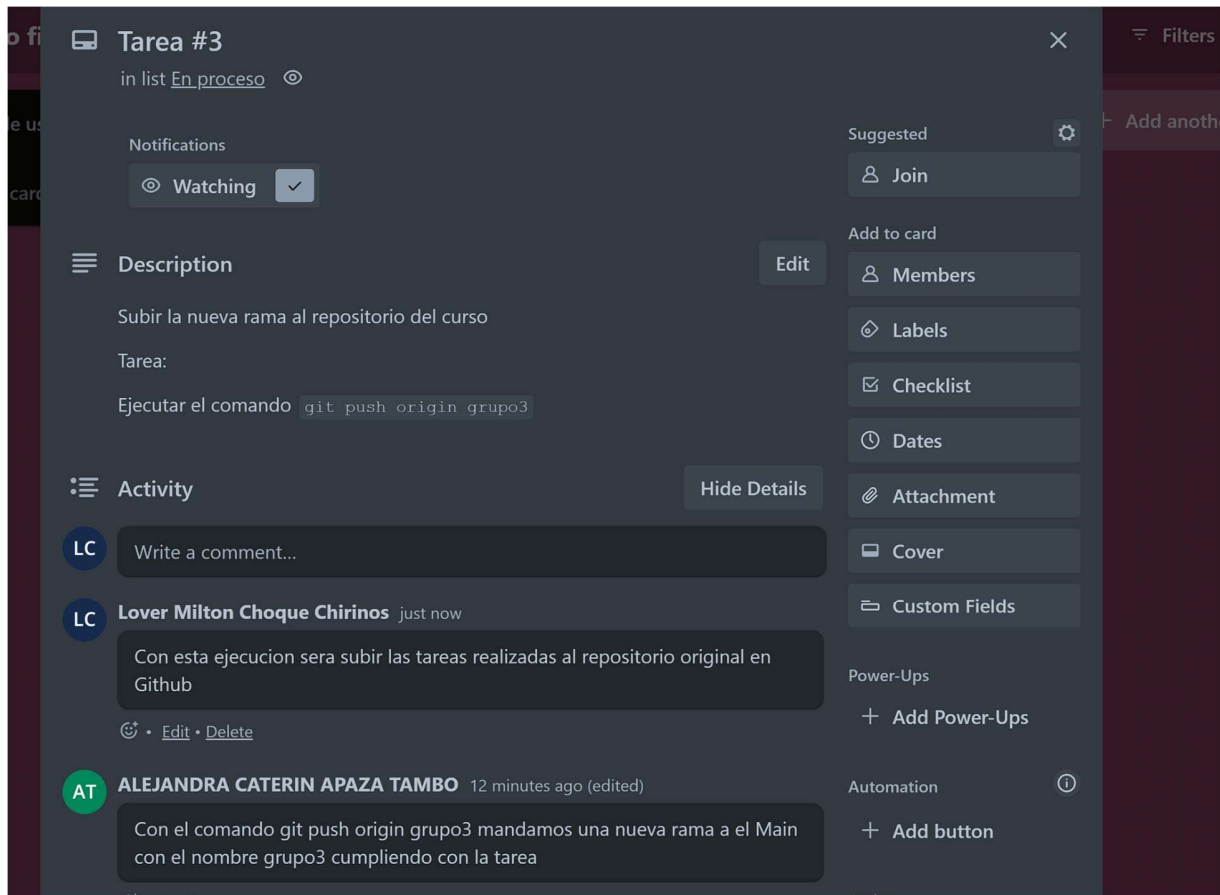 o fi
Tarea #3
Filters
in list En proceso
Add anoth
Notifications
Suggested
Watching
Join
card
Add to card
Description
Edit
Members
Subir la nueva rama al repositorio del curso
Labels
Tarea:
Checklist
Ejecutar el comando git push origin grupo3
Dates
Activity
Hide Details
Attachment
LC
Write a comment...
Cover
LC
Lover Milton Choque Chirinos just now
Custom Fields
Con esta ejecucion sera subir las tareas realizadas al repositorio original en
Github
Power-Ups
Add Power-Ups
Edit • Delete
AT
ALEJANDRA CATERIN APAZA TAMBO 12 minutes ago (edited)
Automation
Con el comando git push origin grupo3 mandamos una nueva rama a el Main
con el nombre grupo3 cumpliendo con la tarea
Add button